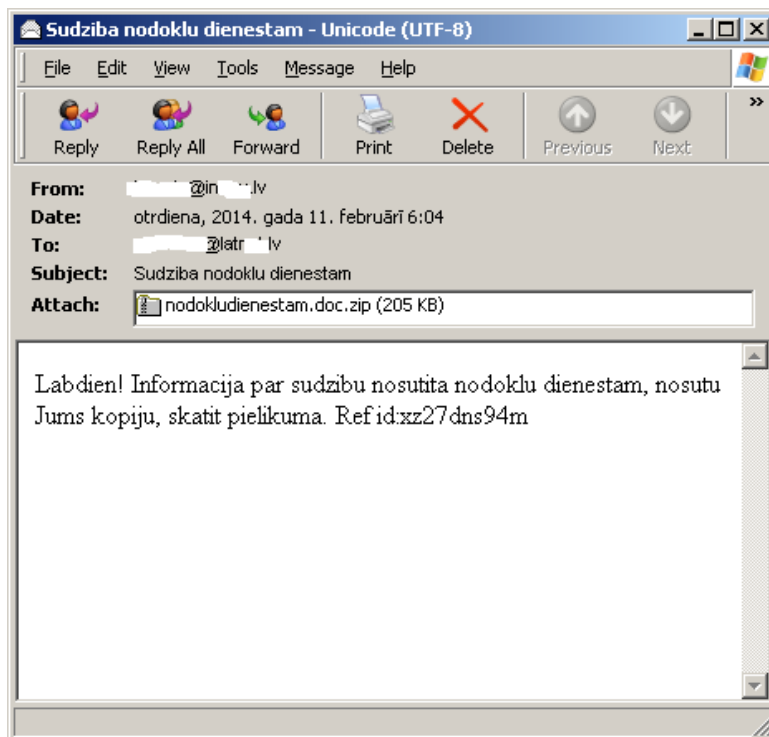 Sudziba nodoklu dienestam - Unicode (UTF-8)
File Edit View Tools Message Help
Reply Reply All Forward Print Delete Previous Next »
From: @in .lv
Date: otrdiena, 2014. gada 11. februārī 6:04
To: @latn lv
Subject: Sudziba nodoklu dienestam
Attach: nodokludienestam.doc.zip (205 KB)
Labdien! Informacija par sudzibu nosutita nodoklu dienestam, nosutu
Jums kopiju, skatit pielikuma. Ref id:xz27dns94m